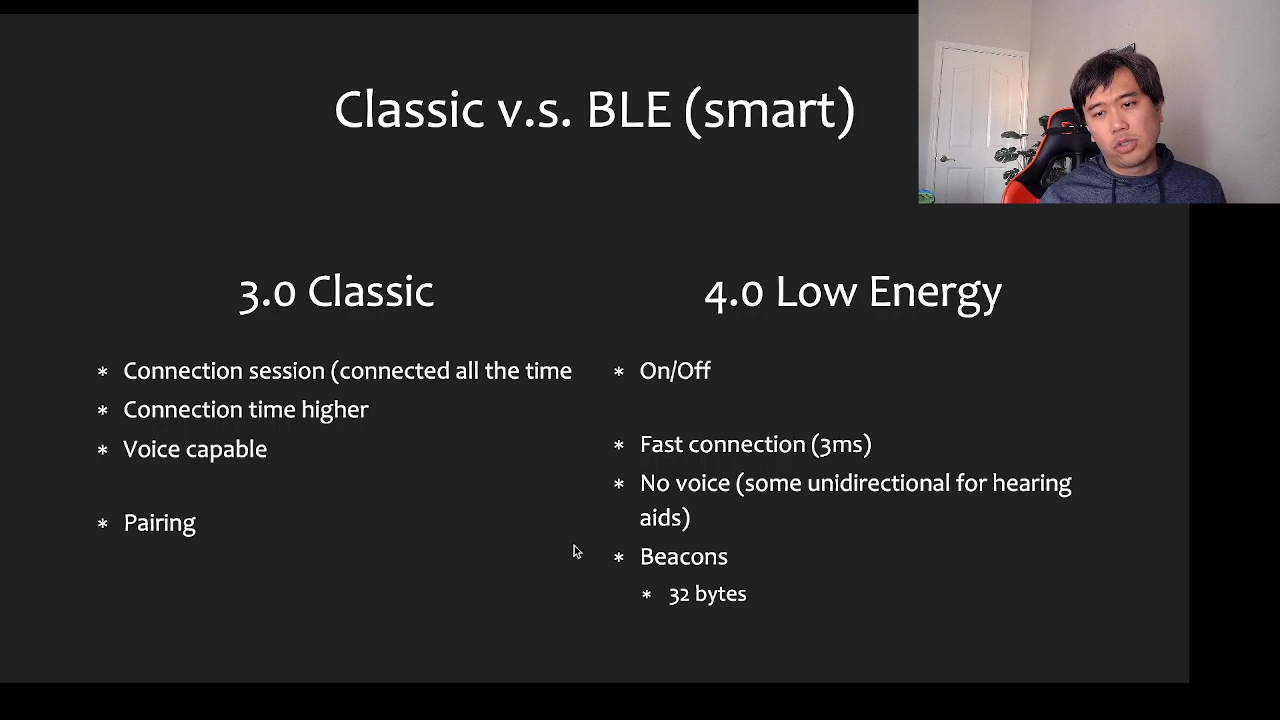 Classic v.s. BLE (smart)
3.0 Classic
* Connection session (connected all the time
* Connection time higher
* Voice capable
* Pairing
4.0 Low Energy
* On/Off
* Fast connection (3ms)
* No voice (some unidirectional for hearing
aids)
* Beacons
* 32 bytes